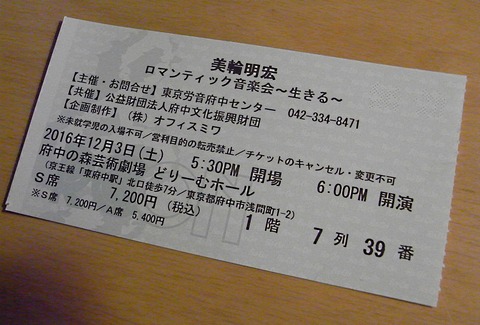 美輪明宏
ロマンティック音楽会～生きる～
【主催・お問合せ】東京労音府中センター 042-334-8471
【共催】公益財団法人府中文化振興財団
【企画制作】（株）オフィスミワ
※未就学児の入場不可／営利目的の転売禁止／チケットのキャンセル・変更不可
2016年12月3日(土) 5:30PM 開場 6:00PM 開演
府中の森芸術劇場 どりーむホール
（京王線「東府中駅」北口徒歩7分／東京都府中市浅間町1-2）
S席 7,200円（税込） 1階 7列 39番
※S席 7,200円／A席 5,400円